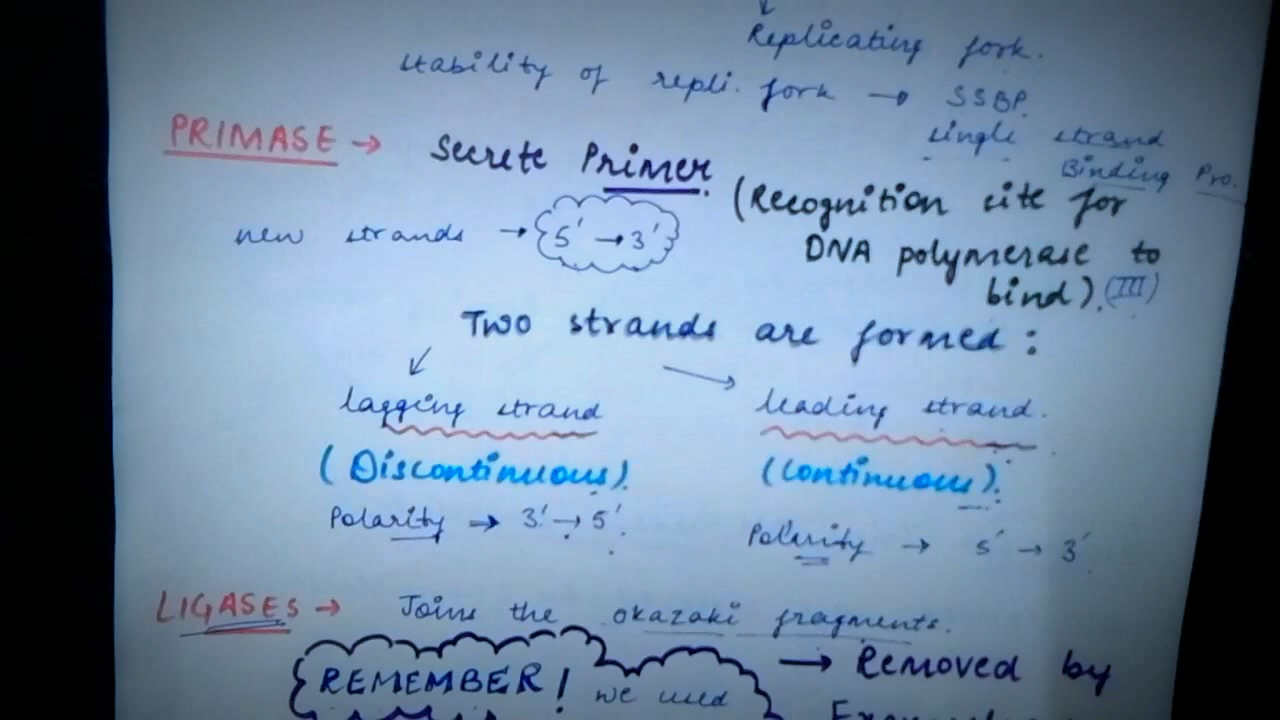 Replicating fork.
stability of repli. fork → SSBP.
single strand
Binding Pro.
PRIMASE → Secrete Primer.
(Recognition site for
DNA polymerase to
bind). (III)
new strands → 5' → 3'
Two strands are formed :
lagging strand
leading strand.
(Discontinuous).
(Continuous).
Polarity → 3' → 5'.
Polarity → 5' → 3'
LIGASES → Joins the okazaki fragments.
→ Removed by
REMEMBER! we used